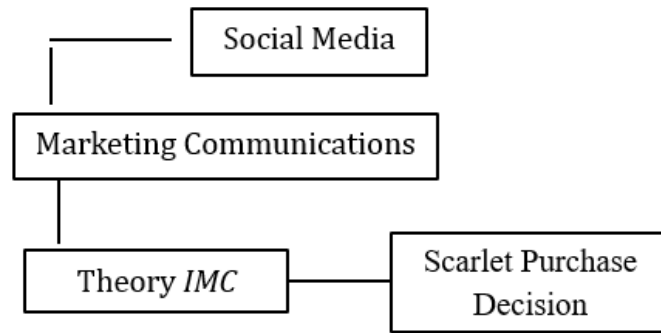 Social Media
Marketing Communications
Theory IMC
Scarlet Purchase
Decision